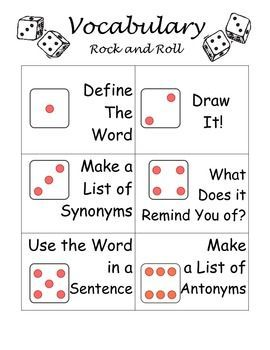 Vocabulary
Rock and Roll
Define
The
Word
Draw
It!
Make a
List of
Synonyms
What
Does it
Remind You of?
Use the Word
in a
Sentence
Make
a List of
Antonyms